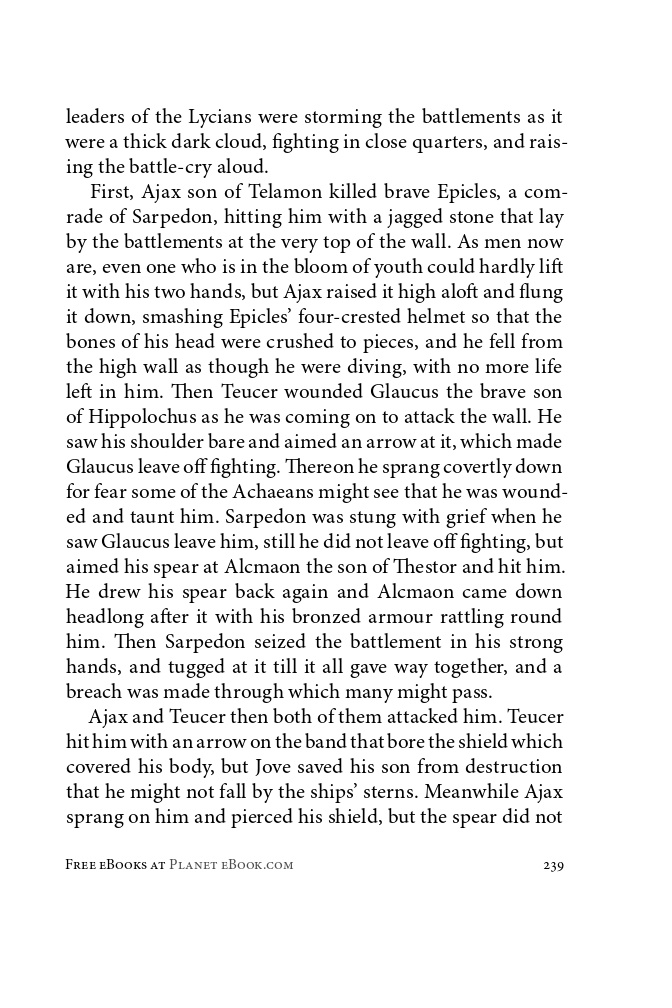 leaders of the Lycians were storming the battlements as it
were a thick dark cloud, fighting in close quarters, and rais-
ing the battle-cry aloud.
First, Ajax son of Telamon killed brave Epicles, a com-
rade of Sarpedon, hitting him with a jagged stone that lay
by the battlements at the very top of the wall. As men now
are, even one who is in the bloom of youth could hardly lift
it with his two hands, but Ajax raised it high aloft and flung
it down, smashing Epicles’ four-crested helmet so that the
bones of his head were crushed to pieces, and he fell from
the high wall as though he were diving, with no more life
left in him. Then Teucer wounded Glaucus the brave son
of Hippolochus as he was coming on to attack the wall. He
saw his shoulder bare and aimed an arrow at it, which made
Glaucus leave off fighting. Thereon he sprang covertly down
for fear some of the Achaeans might see that he was wound-
ed and taunt him. Sarpedon was stung with grief when he
saw Glaucus leave him, still he did not leave off fighting, but
aimed his spear at Alcmaon the son of Thestor and hit him.
He drew his spear back again and Alcmaon came down
headlong after it with his bronzed armour rattling round
him. Then Sarpedon seized the battlement in his strong
hands, and tugged at it till it all gave way together, and a
breach was made through which many might pass.
Ajax and Teucer then both of them attacked him. Teucer
hit him with an arrow on the band that bore the shield which
covered his body, but Jove saved his son from destruction
that he might not fall by the ships’ sterns. Meanwhile Ajax
sprang on him and pierced his shield, but the spear did not
Free eBooks at Planet eBook.com 239